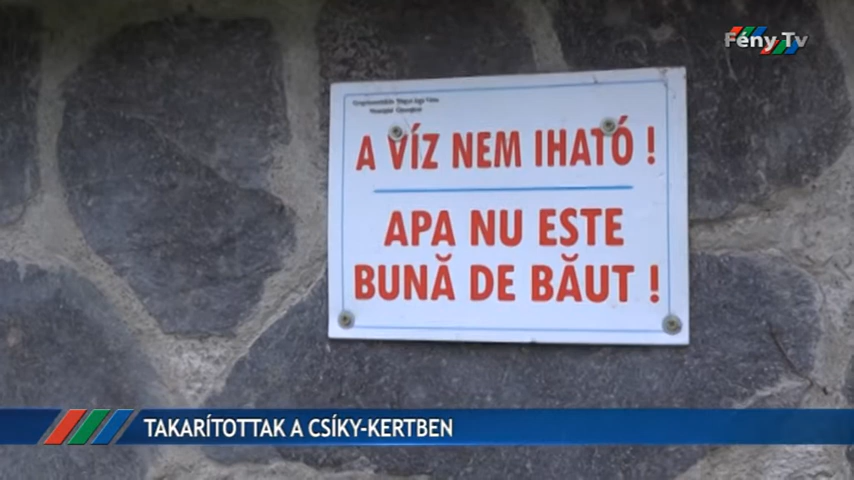 Fény Tv
A VÍZ NEM IHATÓ !
APA NU ESTE
BUNĂ DE BĂUT !
TAKARÍTOTTAK A CSÍKY-KERTBEN